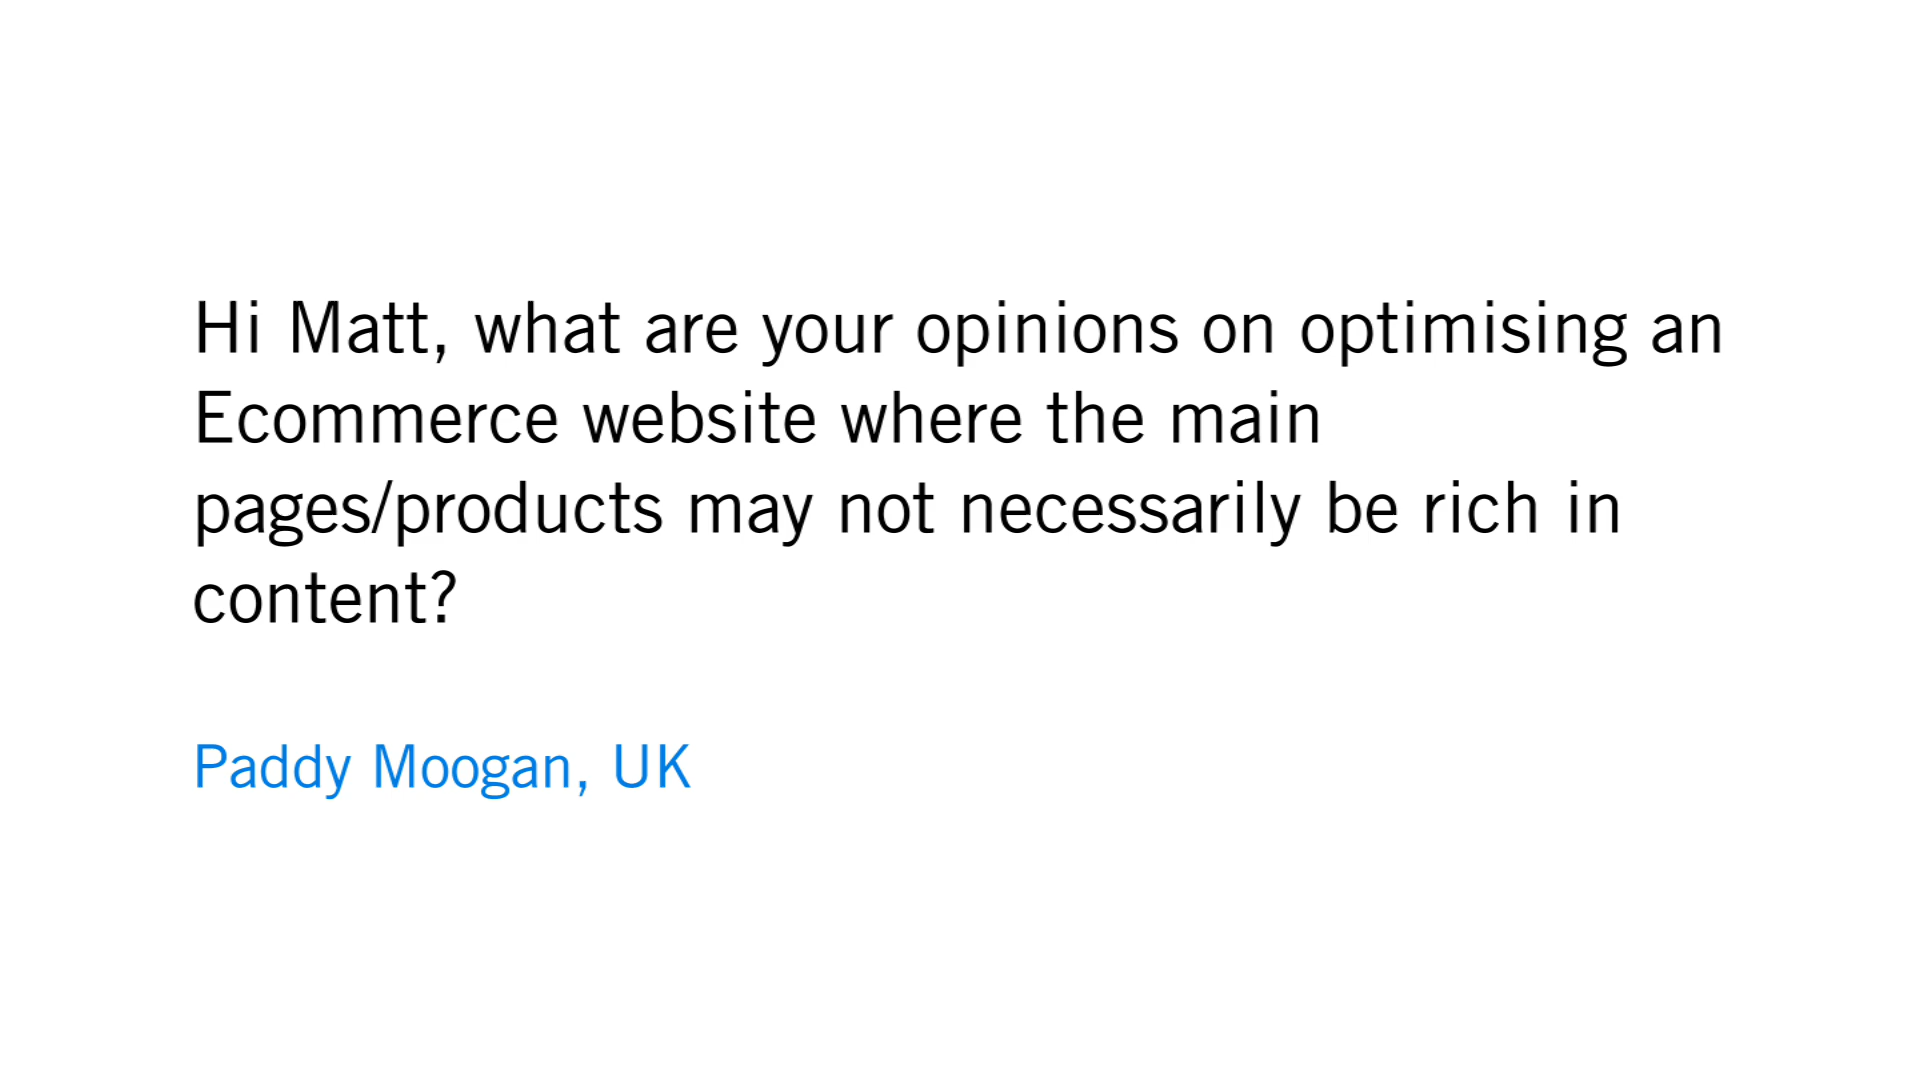 Hi Matt, what are your opinions on optimising an
Ecommerce website where the main
pages/products may not necessarily be rich in
content?
Paddy Moogan, UK